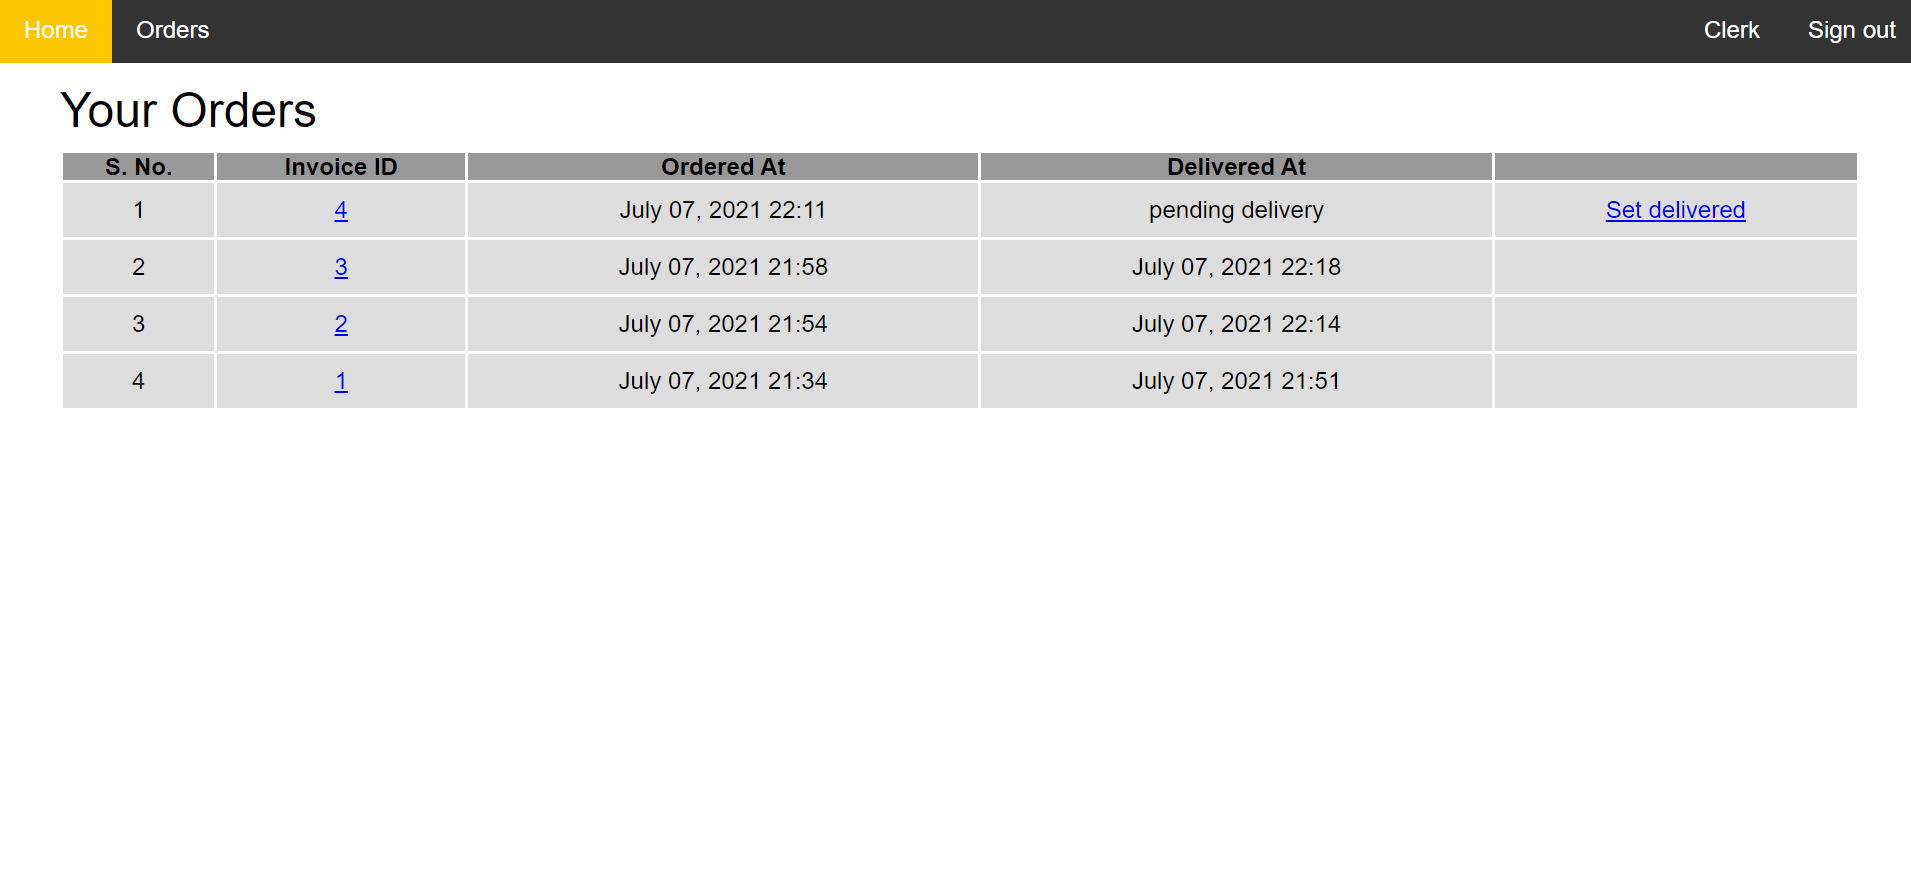 Home Orders Clerk Sign out
Your Orders
S. No. Invoice ID Ordered At Delivered At
1 4 July 07, 2021 22:11 pending delivery Set delivered
2 3 July 07, 2021 21:58 July 07, 2021 22:18
3 2 July 07, 2021 21:54 July 07, 2021 22:14
4 1 July 07, 2021 21:34 July 07, 2021 21:51